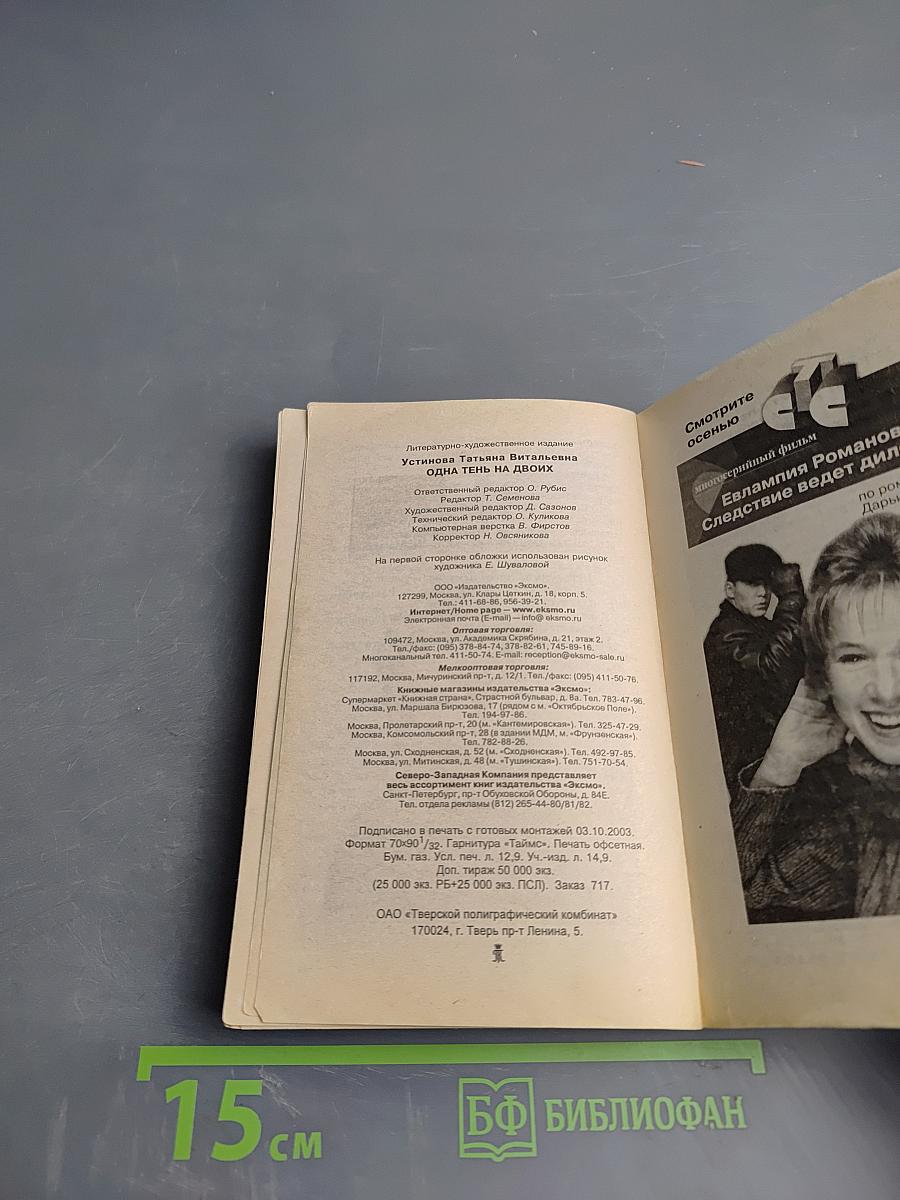 Литературно-художественное издание
Устинова Татьяна Витальевна
ОДНА ТЕНЬ НА ДВОИХ
Ответственный редактор О. Рубис
Редактор Т. Семенова
Художественный редактор Д. Сазонов
Технический редактор О. Куликова
Компьютерная верстка В. Фирстов
Корректор Н. Овсяникова
На первой сторонке обложки использован рисунок
художника Е. Шуваловой
ООО «Издательство «Эксмо».
127299, Москва, ул. Клары Цеткин, д. 18, корп. 5.
Тел.: 411-68-86, 956-39-21.
Интернет/Home page — www.eksmo.ru
Электронная почта (E-mail) — info@ eksmo.ru
Оптовая торговля:
109472, Москва, ул. Академика Скрябина, д. 21, этаж 2.
Тел./факс: (095) 378-84-74, 378-82-61, 745-89-16.
Многоканальный тел. 411-50-74. E-mail: reception@eksmo-sale.ru
Мелкооптовая торговля:
117192, Москва, Мичуринский пр-т, д. 12/1. Тел./факс: (095) 411-50-76.
Книжные магазины издательства «Эксмо»:
Супермаркет «Книжная страна», Страстной бульвар, д. 8а. Тел. 783-47-96.
Москва, ул. Маршала Бирюзова, 17 (рядом с м. «Октябрьское Поле»).
Тел. 194-97-86.
Москва, Пролетарский пр-т, 20 (м. «Кантемировская»). Тел. 325-47-29.
Москва, Комсомольский пр-т, 28 (в здании МДМ, м. «Фрунзенская»).
Тел. 782-88-26.
Москва, ул. Сходненская, д. 52 (м. «Сходненская»). Тел. 492-97-85.
Москва, ул. Митинская, д. 48 (м. «Тушинская»). Тел. 751-70-54.
Северо-Западная Компания представляет
весь ассортимент книг издательства «Эксмо».
Санкт-Петербург, пр-т Обуховской Обороны, д. 84Е.
Тел. отдела рекламы (812) 265-44-80/81/82.
Подписано в печать с готовых монтажей 03.10.2003.
Формат 70×90 1/32. Гарнитура «Таймс». Печать офсетная.
Бум. газ. Усл. печ. л. 12,9. Уч.-изд. л. 14,9.
Доп. тираж 50 000 экз.
(25 000 экз. РБ+25 000 экз. ПСЛ). Заказ 717.
ОАО «Тверской полиграфический комбинат»
170024, г. Тверь пр-т Ленина, 5.
Смотрите
осенью
СТС
многосерийный фильм
Евлампия Романов
Следствие ведет дил
по ром
Дарь
15 см
БФ БИБЛИОФАН